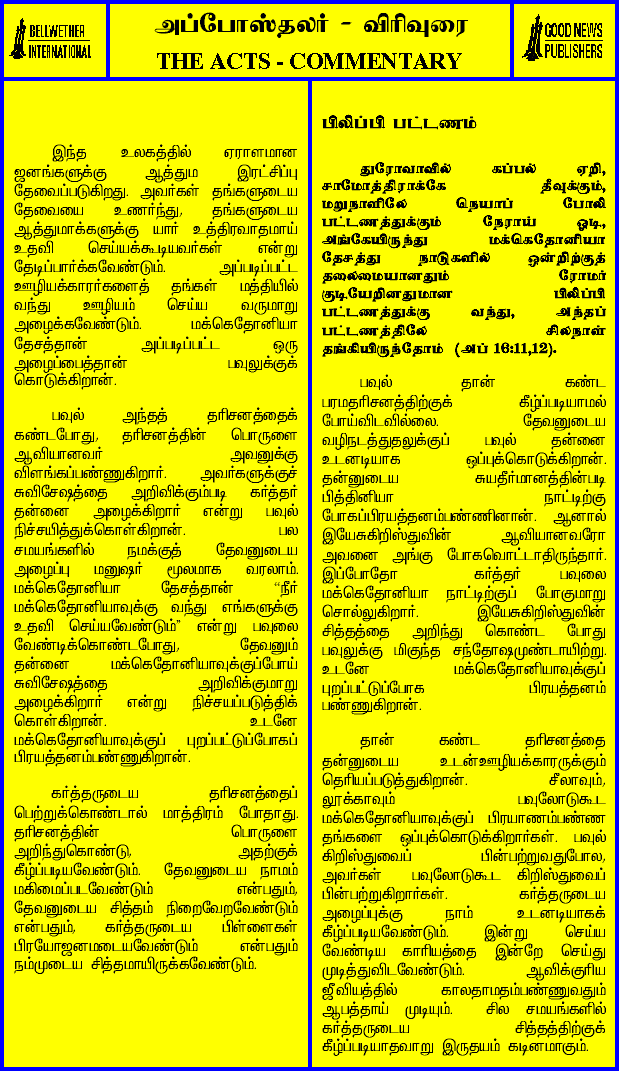 BELLWETHER
INTERNATIONAL
அப்போஸ்தலர் - விரிவுரை
THE ACTS - COMMENTARY
GOOD NEWS
PUBLISHERS
இந்த உலகத்தில் ஏராளமான
ஜனங்களுக்கு ஆத்தும இரட்சிப்பு
தேவைப்படுகிறது. அவர்கள் தங்களுடைய
தேவையை உணர்ந்து, தங்களுடைய
ஆத்துமாக்களுக்கு யார் உத்திரவாதமாய்
உதவி செய்யக்கூடியவர்கள் என்று
தேடிப்பார்க்கவேண்டும். அப்படிப்பட்ட
ஊழியக்காரர்களைத் தங்கள் மத்தியில்
வந்து ஊழியம் செய்ய வருமாறு
அழைக்கவேண்டும். மக்கெதோனியா
தேசத்தான் அப்படிப்பட்ட ஒரு
அழைப்பைத்தான் பவுலுக்குக்
கொடுக்கிறான்.
பவுல் அந்தத் தரிசனத்தைக்
கண்டபோது, தரிசனத்தின் பொருளை
ஆவியானவர் அவனுக்கு
விளங்கப்பண்ணுகிறார். அவர்களுக்குச்
சுவிசேஷத்தை அறிவிக்கும்படி கர்த்தர்
தன்னை அழைக்கிறார் என்று பவுல்
நிச்சயித்துக்கொள்கிறான். பல
சமயங்களில் நமக்குத் தேவனுடைய
அழைப்பு மனுஷர் மூலமாக வரலாம்.
மக்கெதோனியா தேசத்தான் “நீர்
மக்கெதோனியாவுக்கு வந்து எங்களுக்கு
உதவி செய்யவேண்டும்” என்று பவுலை
வேண்டிக்கொண்டபோது, தேவனும்
தன்னை மக்கெதோனியாவுக்குப்போய்
சுவிசேஷத்தை அறிவிக்குமாறு
அழைக்கிறார் என்று நிச்சயப்படுத்திக்
கொள்கிறான். உடனே
மக்கெதோனியாவுக்குப் புறப்பட்டுப்போகப்
பிரயத்தனம்பண்ணுகிறான்.
கர்த்தருடைய தரிசனத்தைப்
பெற்றுக்கொண்டால் மாத்திரம் போதாது.
தரிசனத்தின் பொருளை
அறிந்துகொண்டு, அதற்குக்
கீழ்ப்படியவேண்டும். தேவனுடைய நாமம்
மகிமைப்படவேண்டும் என்பதும்,
தேவனுடைய சித்தம் நிறைவேறவேண்டும்
என்பதும், கர்த்தருடைய பிள்ளைகள்
பிரயோஜனமடையவேண்டும் என்பதும்
நம்முடைய சித்தமாயிருக்கவேண்டும்.
பிலிப்பி பட்டணம்
துரோவாவில் கப்பல் ஏறி,
சாமோத்திராக்கே தீவுக்கும்,
மறுநாளிலே நெயாப் போலி
பட்டணத்துக்கும் நேராய் ஓடி,
அங்கேயிருந்து மக்கெதோனியா
தேசத்து நாடுகளில் ஒன்றிற்குத்
தலைமையானதும் ரோமர்
குடியேறினதுமான பிலிப்பி
பட்டணத்துக்கு வந்து, அந்தப்
பட்டணத்திலே சிலநாள்
தங்கியிருந்தோம் (அப் 16:11,12).
பவுல் தான் கண்ட
பரமதரிசனத்திற்குக் கீழ்ப்படியாமல்
போய்விடவில்லை. தேவனுடைய
வழிநடத்துதலுக்குப் பவுல் தன்னை
உடனடியாக ஒப்புக்கொடுக்கிறான்.
தன்னுடைய சுயதீர்மானத்தின்படி
பித்தினியா நாட்டிற்கு
போகப்பிரயத்தனம்பண்ணினான். ஆனால்
இயேசுகிறிஸ்துவின் ஆவியானவரோ
அவனை அங்கு போகவொட்டாதிருந்தார்.
இப்போதோ கர்த்தர் பவுலை
மக்கெதோனியா நாட்டிற்குப் போகுமாறு
சொல்லுகிறார். இயேசுகிறிஸ்துவின்
சித்தத்தை அறிந்து கொண்ட போது
பவுலுக்கு மிகுந்த சந்தோஷமுண்டாயிற்று.
உடனே மக்கெதோனியாவுக்குப்
புறப்பட்டுப்போக பிரயத்தனம்
பண்ணுகிறான்.
தான் கண்ட தரிசனத்தை
தன்னுடைய உடன்ஊழியக்காரருக்கும்
தெரியப்படுத்துகிறான். சீலாவும்,
லூக்காவும் பவுலோடுகூட
மக்கெதோனியாவுக்குப் பிரயாணம்பண்ண
தங்களை ஒப்புக்கொடுக்கிறார்கள். பவுல்
கிறிஸ்துவைப் பின்பற்றுவதுபோல,
அவர்கள் பவுலோடுகூட கிறிஸ்துவைப்
பின்பற்றுகிறார்கள். கர்த்தருடைய
அழைப்புக்கு நாம் உடனடியாகக்
கீழ்ப்படியவேண்டும். இன்று செய்ய
வேண்டிய காரியத்தை இன்றே செய்து
முடித்துவிடவேண்டும். ஆவிக்குரிய
ஜீவியத்தில் காலதாமதம்பண்ணுவதும்
ஆபத்தாய் முடியும். சில சமயங்களில்
கர்த்தருடைய சித்தத்திற்குக்
கீழ்ப்படியாதவாறு இருதயம் கடினமாகும்.